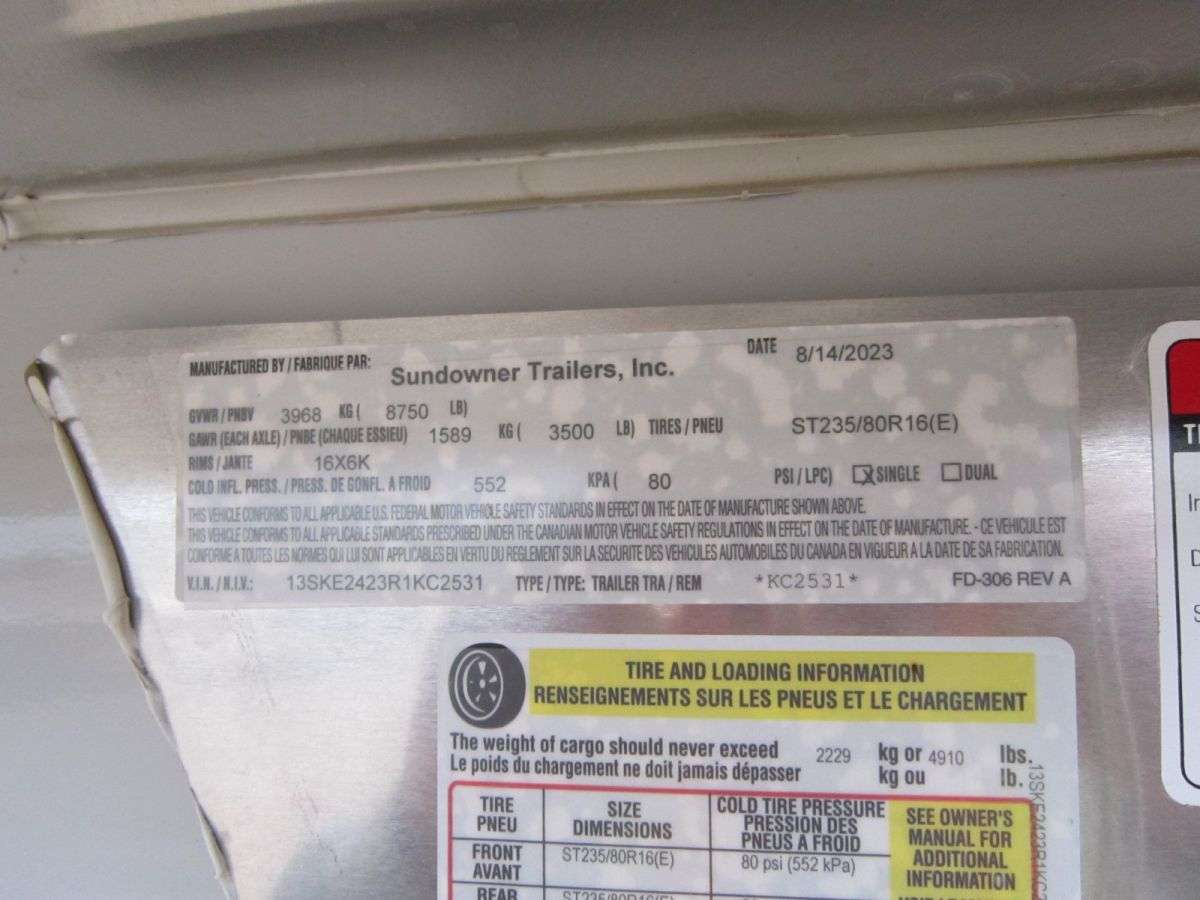 MANUFACTURED BY / FABRIQUE PAR: Sundowner Trailers, Inc. DATE 8/14/2023
GVWR / PNBV 3968 KG ( 8750 LB)
GAWR (EACH AXLE) / PNBE (CHAQUE ESSIEU) 1589 KG ( 3500 LB) TIRES / PNEU ST235/80R16(E)
RIMS / JANTE 16X6K
COLD INFL. PRESS. / PRESS. DE GONFL. A FROID 552 KPA ( 80 PSI / LPC) SINGLE DUAL
THIS VEHICLE CONFORMS TO ALL APPLICABLE U.S. FEDERAL MOTOR VEHICLE SAFETY STANDARDS IN EFFECT ON THE DATE OF MANUFACTURE SHOWN ABOVE.
THIS VEHICLE CONFORMS TO ALL APPLICABLE STANDARDS PRESCRIBED UNDER THE CANADIAN MOTOR VEHICLE SAFETY REGULATIONS IN EFFECT ON THE DATE OF MANUFACTURE. - CE VEHICULE EST
CONFORME A TOUTES LES NORMES QUI LUI SONT APPLICABLES EN VERTU DU REGLEMENT SUR LA SECURITE DES VEHICULES AUTOMOBILES DU CANADA EN VIGUEUR A LA DATE DE SA FABRICATION.
V.I.N. / N.I.V.: 13SKE2423R1KC2531 TYPE / TYPE: TRAILER TRA / REM *KC2531* FD-306 REV A
TIRE AND LOADING INFORMATION
RENSEIGNEMENTS SUR LES PNEUS ET LE CHARGEMENT
The weight of cargo should never exceed 2229 kg or 4910 lbs.
Le poids du chargement ne doit jamais dépasser kg ou lb.
TIRE SIZE COLD TIRE PRESSURE SEE OWNER'S
PNEU DIMENSIONS PRESSION DES MANUAL FOR
PNEUS A FROID ADDITIONAL
FRONT ST235/80R16(E) 80 psi (552 kPa) INFORMATION
AVANT
REAR ST235/80R16(E)